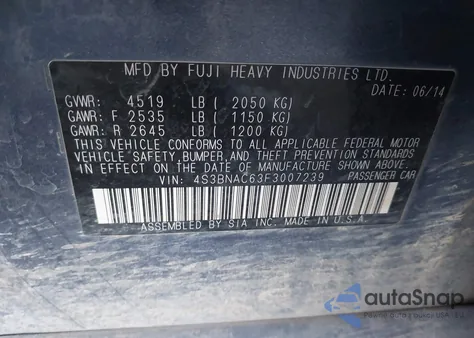 MFD BY FUJI HEAVY INDUSTRIES LTD.
DATE: 06/14
GVWR: 4519 LB ( 2050 KG)
GAWR: F 2535 LB ( 1150 KG)
GAWR: R 2645 LB ( 1200 KG)
THIS VEHICLE CONFORMS TO ALL APPLICABLE FEDERAL MOTOR
VEHICLE SAFETY, BUMPER, AND THEFT PREVENTION STANDARDS
IN EFFECT ON THE DATE OF MANUFACTURE SHOWN ABOVE.
VIN: 4S3BNAC63F3007239 PASSENGER CAR
ASSEMBLED BY SIA INC. MADE IN U.S.A.
autoSnap